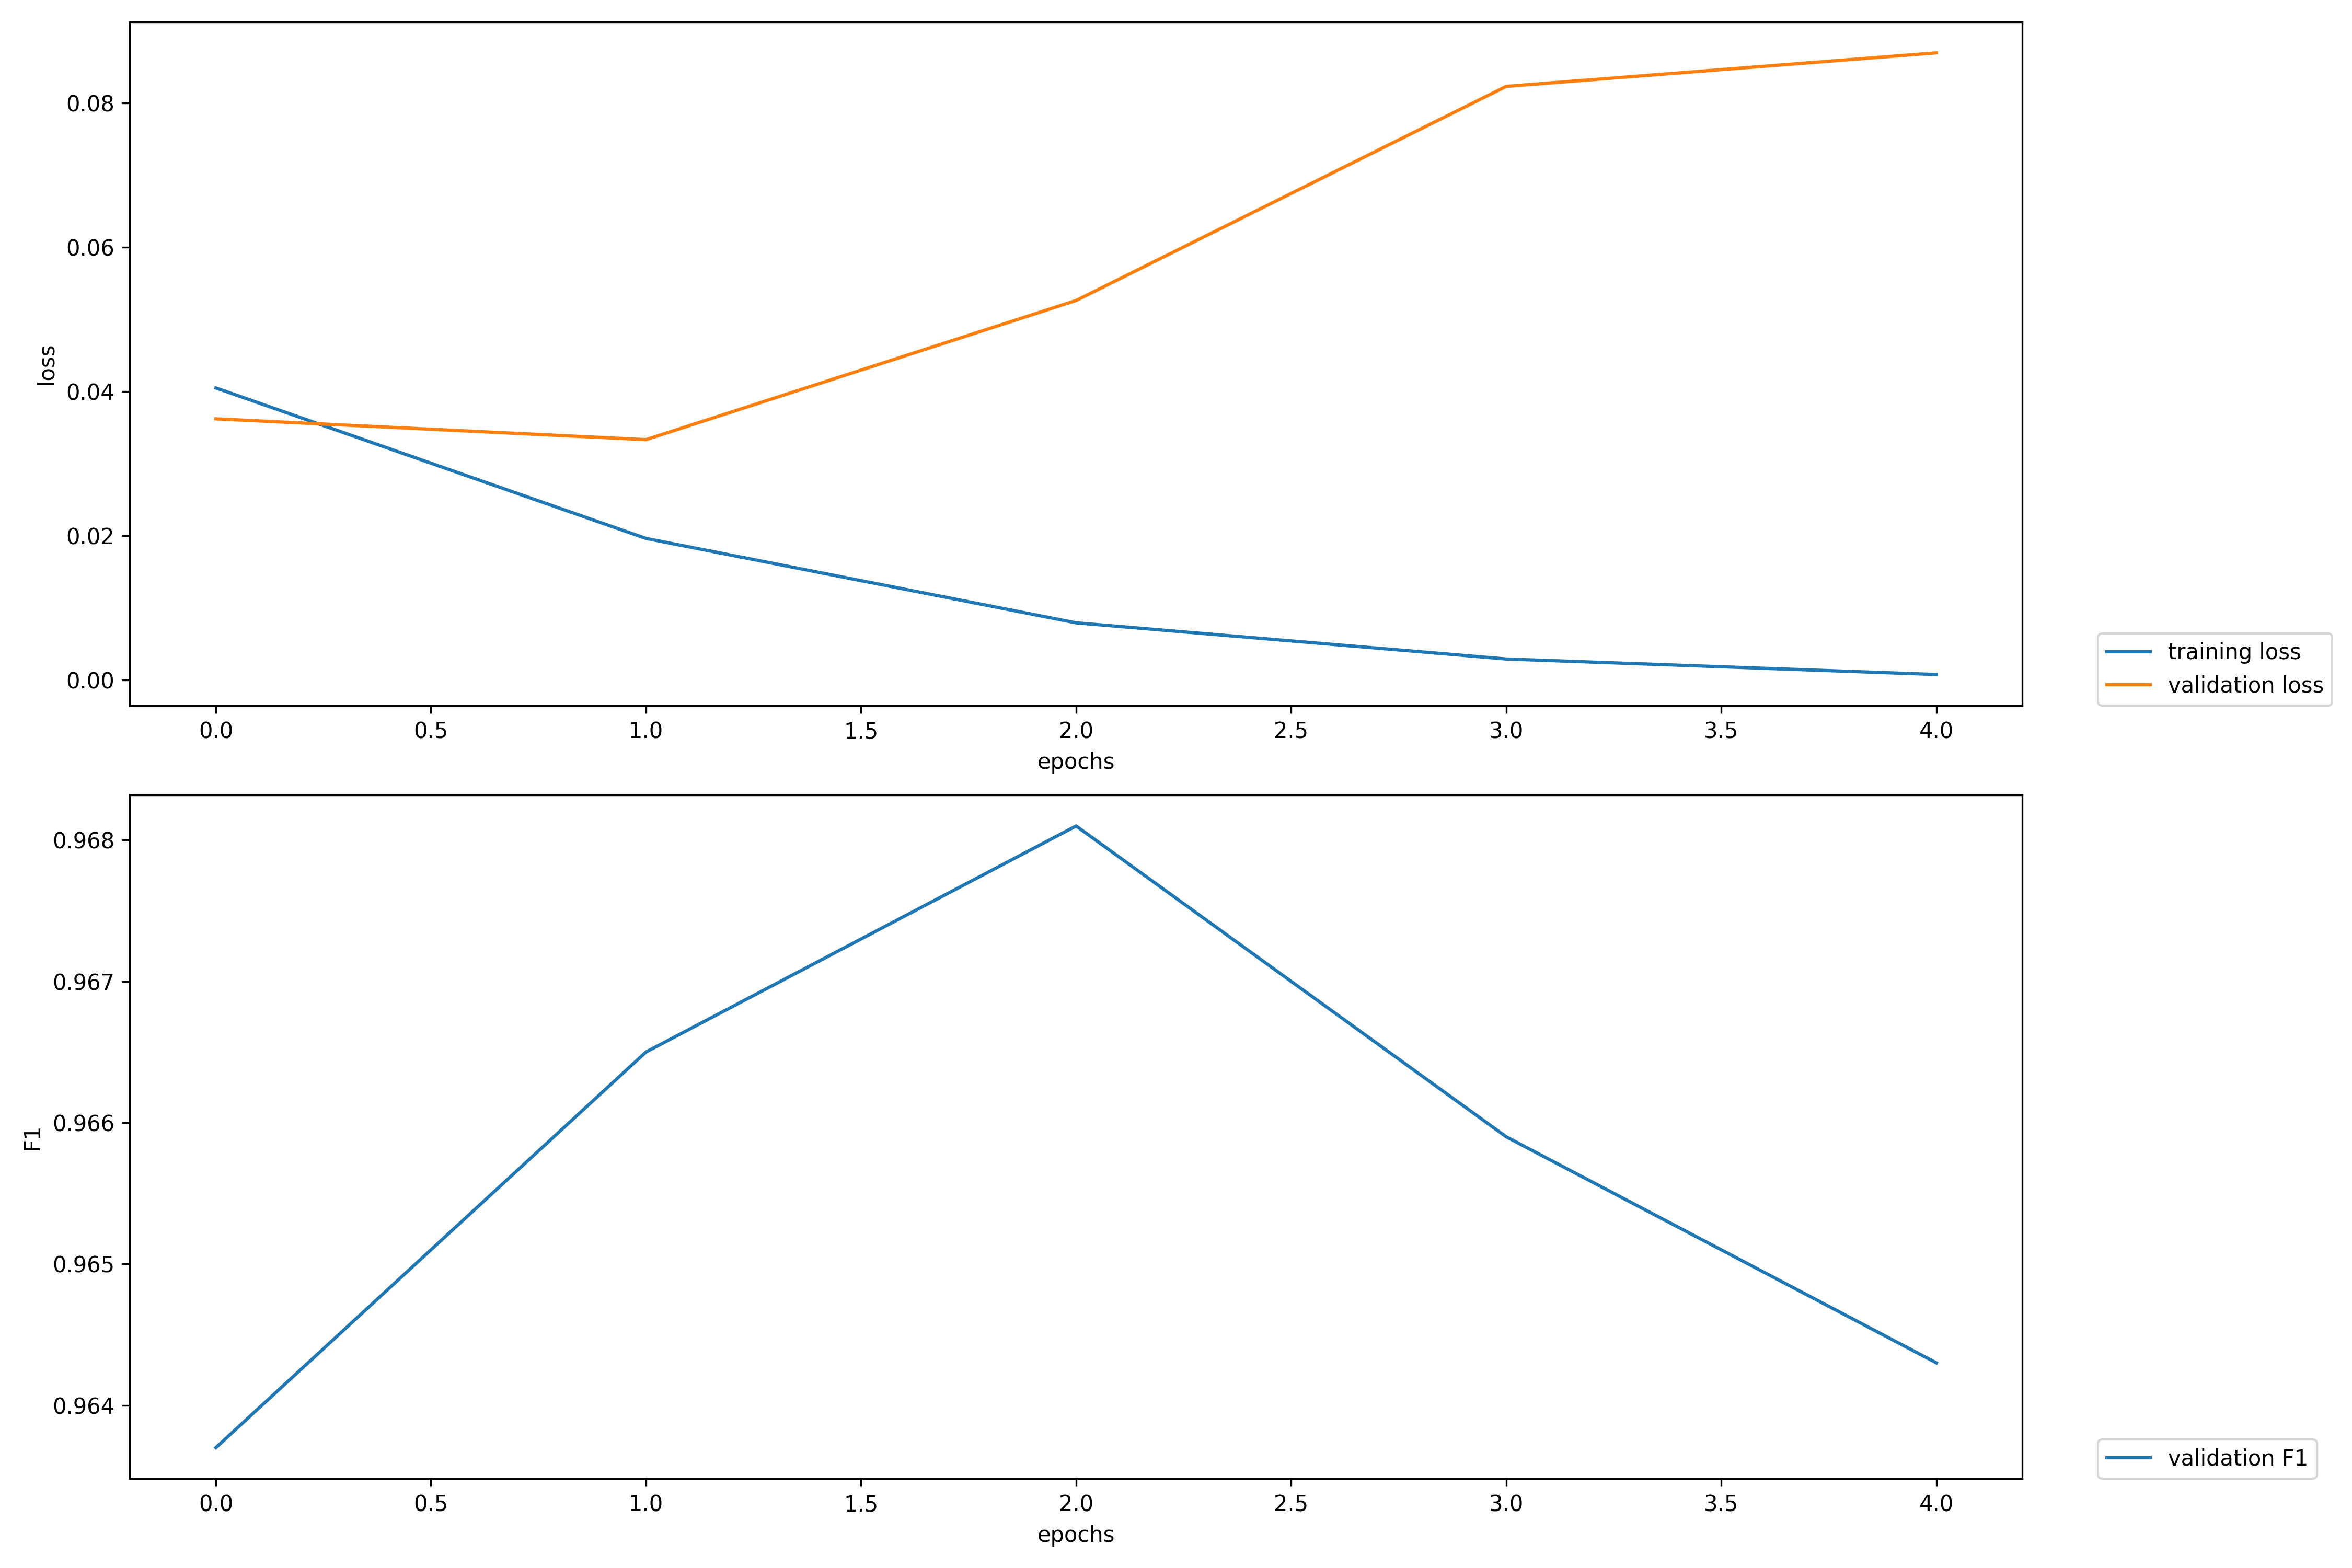 0.08
0.06
0.04
0.02
0.00
loss
0.0 0.5 1.0 1.5 2.0 2.5 3.0 3.5 4.0
epochs
training loss
validation loss
0.968
0.967
0.966
0.965
0.964
F1
0.0 0.5 1.0 1.5 2.0 2.5 3.0 3.5 4.0
epochs
validation F1